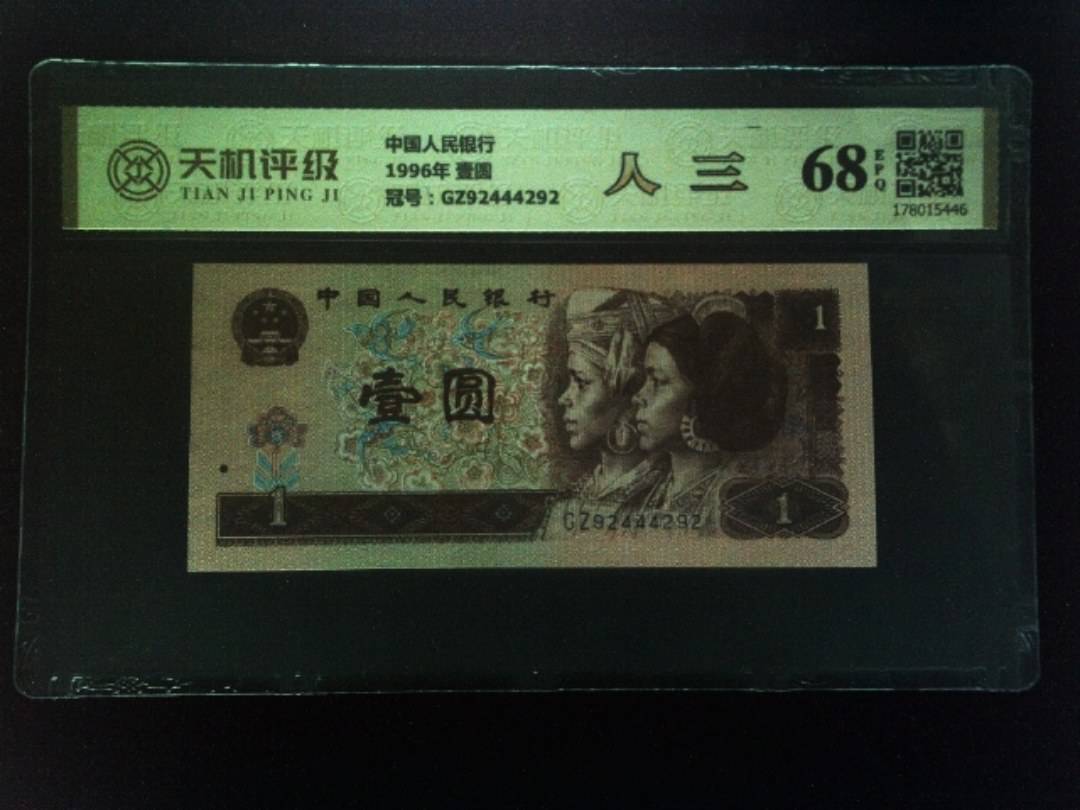 天机评级
TIAN JI PING JI
中国人民银行
1996年 壹圆
冠号：GZ92444292
人 三
68
EPQ
178015446
中国人民银行
1
壹圆
1
GZ92444292
1